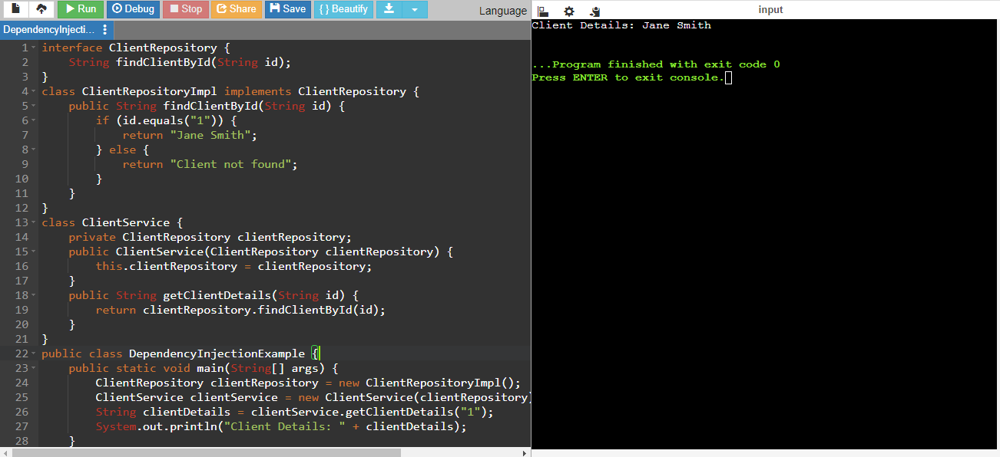 Run Debug Stop Share Save { } Beautify Language
DependencyInjecti...
1 interface ClientRepository {
2     String findClientById(String id);
3 }
4 class ClientRepositoryImpl implements ClientRepository {
5     public String findClientById(String id) {
6         if (id.equals("1")) {
7             return "Jane Smith";
8         } else {
9             return "Client not found";
10         }
11     }
12 }
13 class ClientService {
14     private ClientRepository clientRepository;
15     public ClientService(ClientRepository clientRepository) {
16         this.clientRepository = clientRepository;
17     }
18     public String getClientDetails(String id) {
19         return clientRepository.findClientById(id);
20     }
21 }
22 public class DependencyInjectionExample {
23     public static void main(String[] args) {
24         ClientRepository clientRepository = new ClientRepositoryImpl();
25         ClientService clientService = new ClientService(clientRepository)
26         String clientDetails = clientService.getClientDetails("1");
27         System.out.println("Client Details: " + clientDetails);
28     }
input
Client Details: Jane Smith
...Program finished with exit code 0
Press ENTER to exit console.